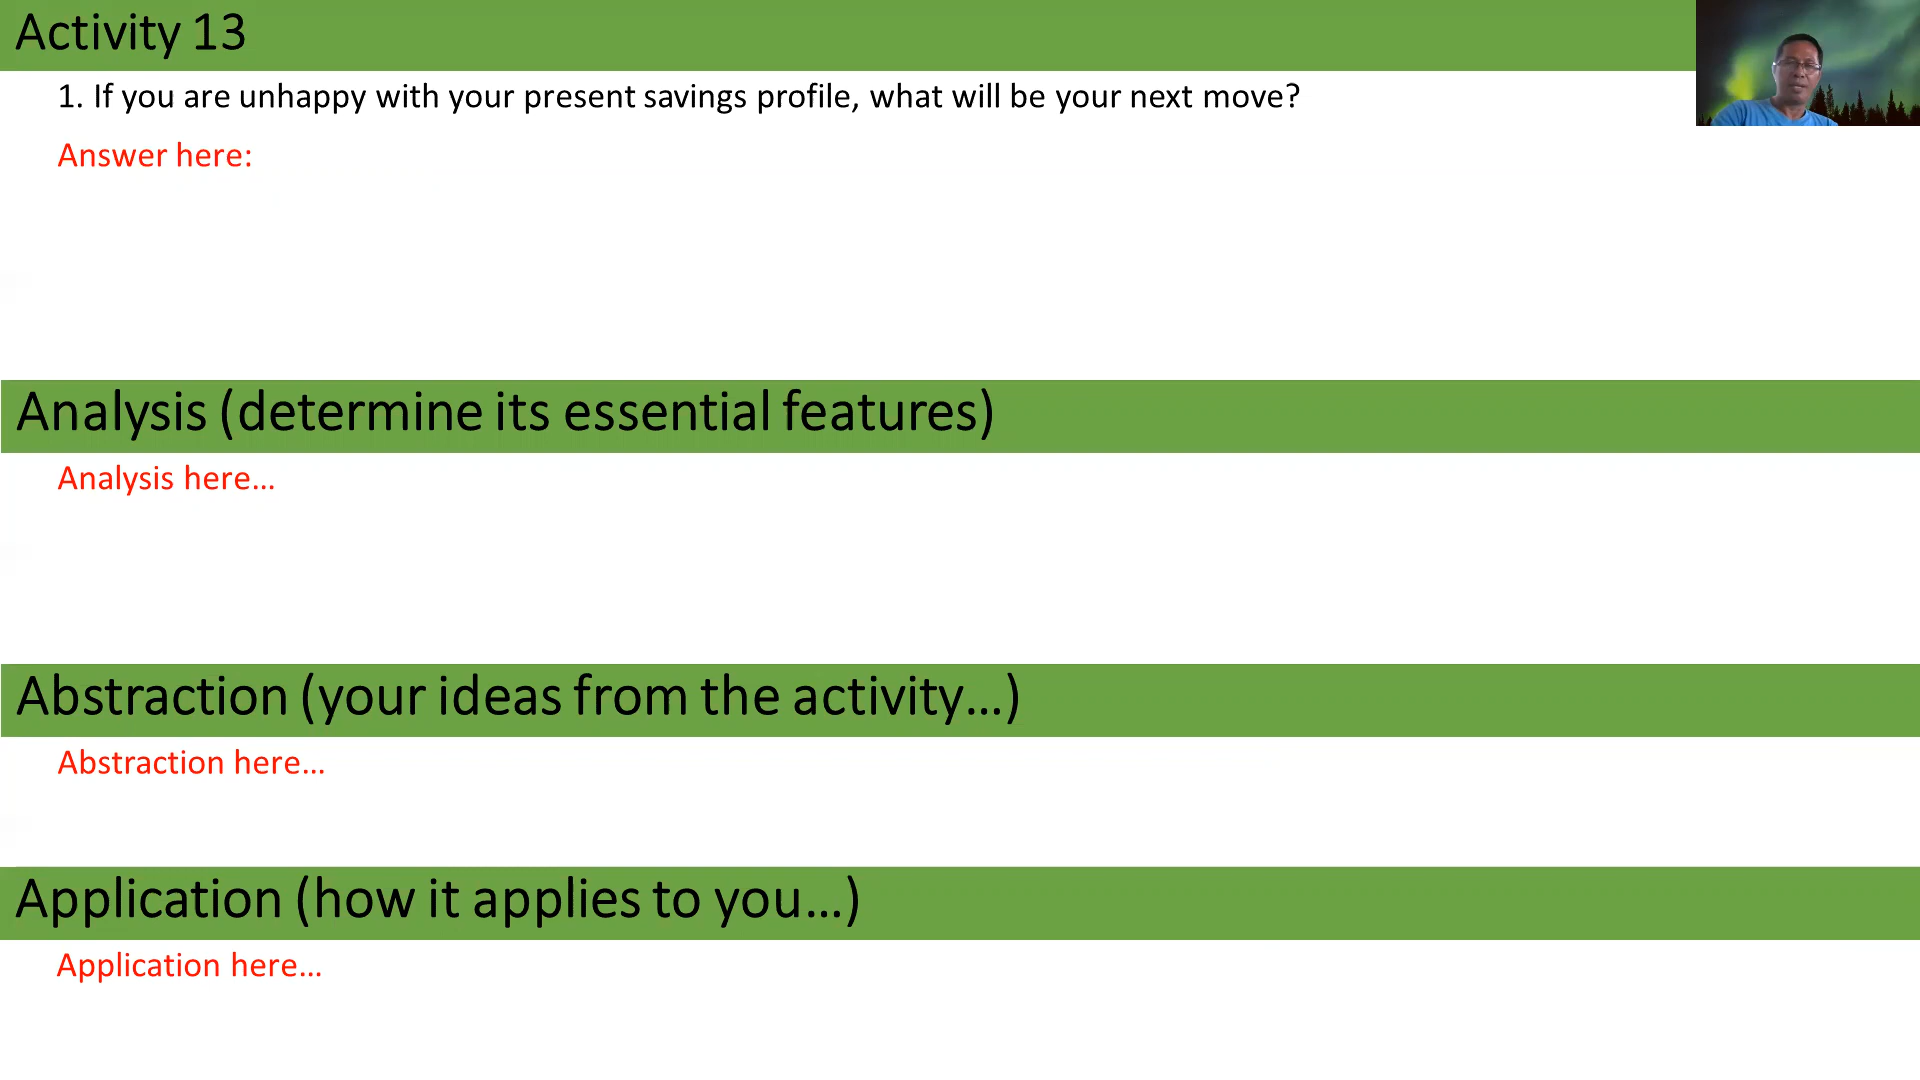 Activity 13
1. If you are unhappy with your present savings profile, what will be your next move?
Answer here:
Analysis (determine its essential features)
Analysis here…
Abstraction (your ideas from the activity…)
Abstraction here…
Application (how it applies to you…)
Application here…